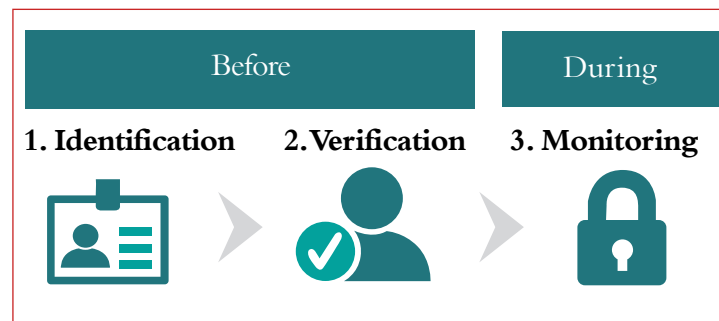 Before
During
1. Identification
2. Verification
3. Monitoring